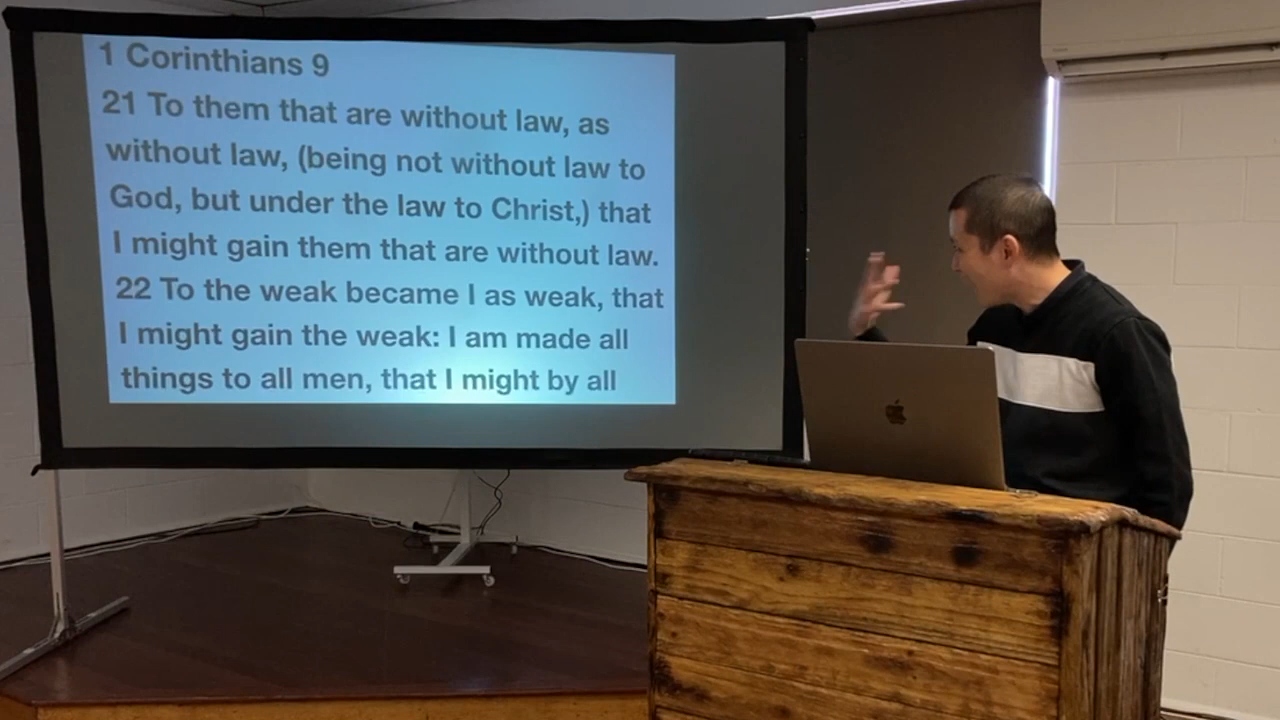 1 Corinthians 9
21 To them that are without law, as
without law, (being not without law to
God, but under the law to Christ,) that
I might gain them that are without law.
22 To the weak became I as weak, that
I might gain the weak: I am made all
things to all men, that I might by all